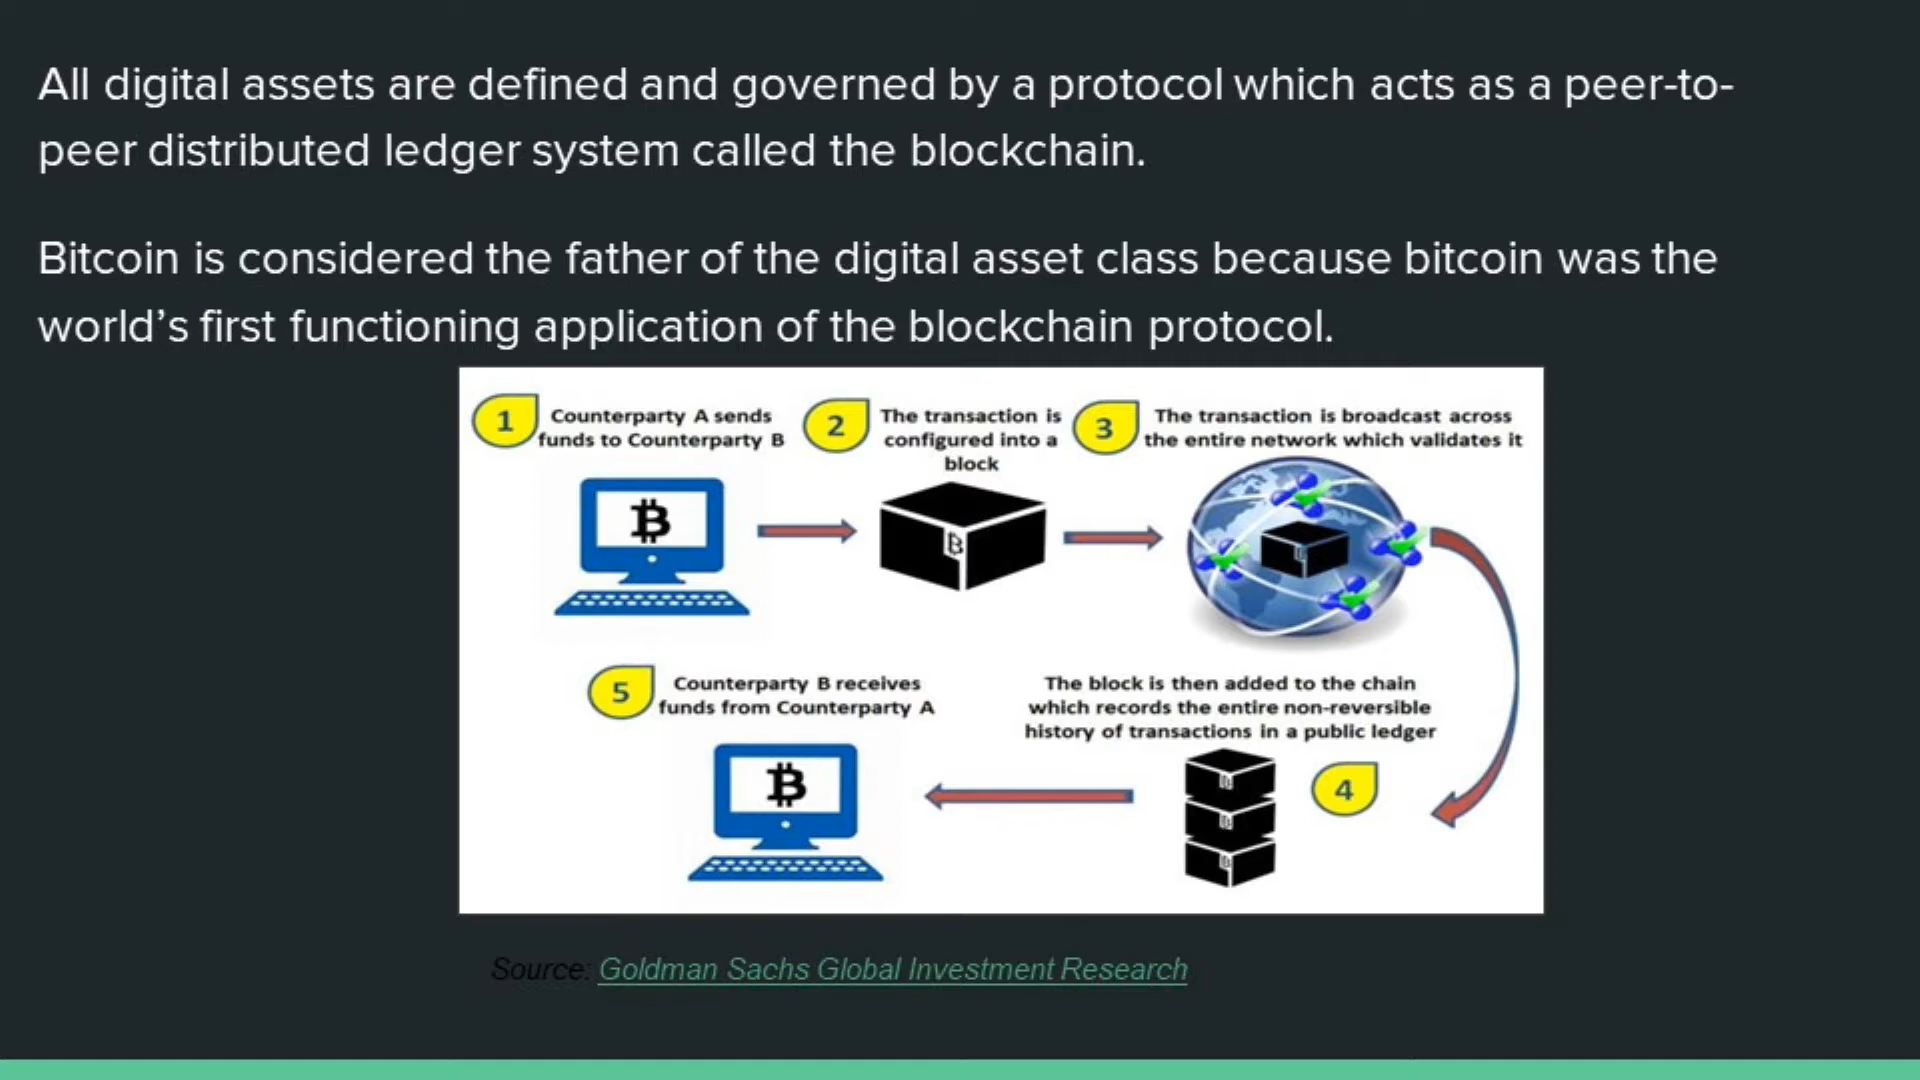 All digital assets are defined and governed by a protocol which acts as a peer-to-
peer distributed ledger system called the blockchain.
Bitcoin is considered the father of the digital asset class because bitcoin was the
world’s first functioning application of the blockchain protocol.
1
Counterparty A sends
funds to Counterparty B
2
The transaction is
configured into a
block
3
The transaction is broadcast across
the entire network which validates it
4
The block is then added to the chain
which records the entire non-reversible
history of transactions in a public ledger
5
Counterparty B receives
funds from Counterparty A
Source: Goldman Sachs Global Investment Research